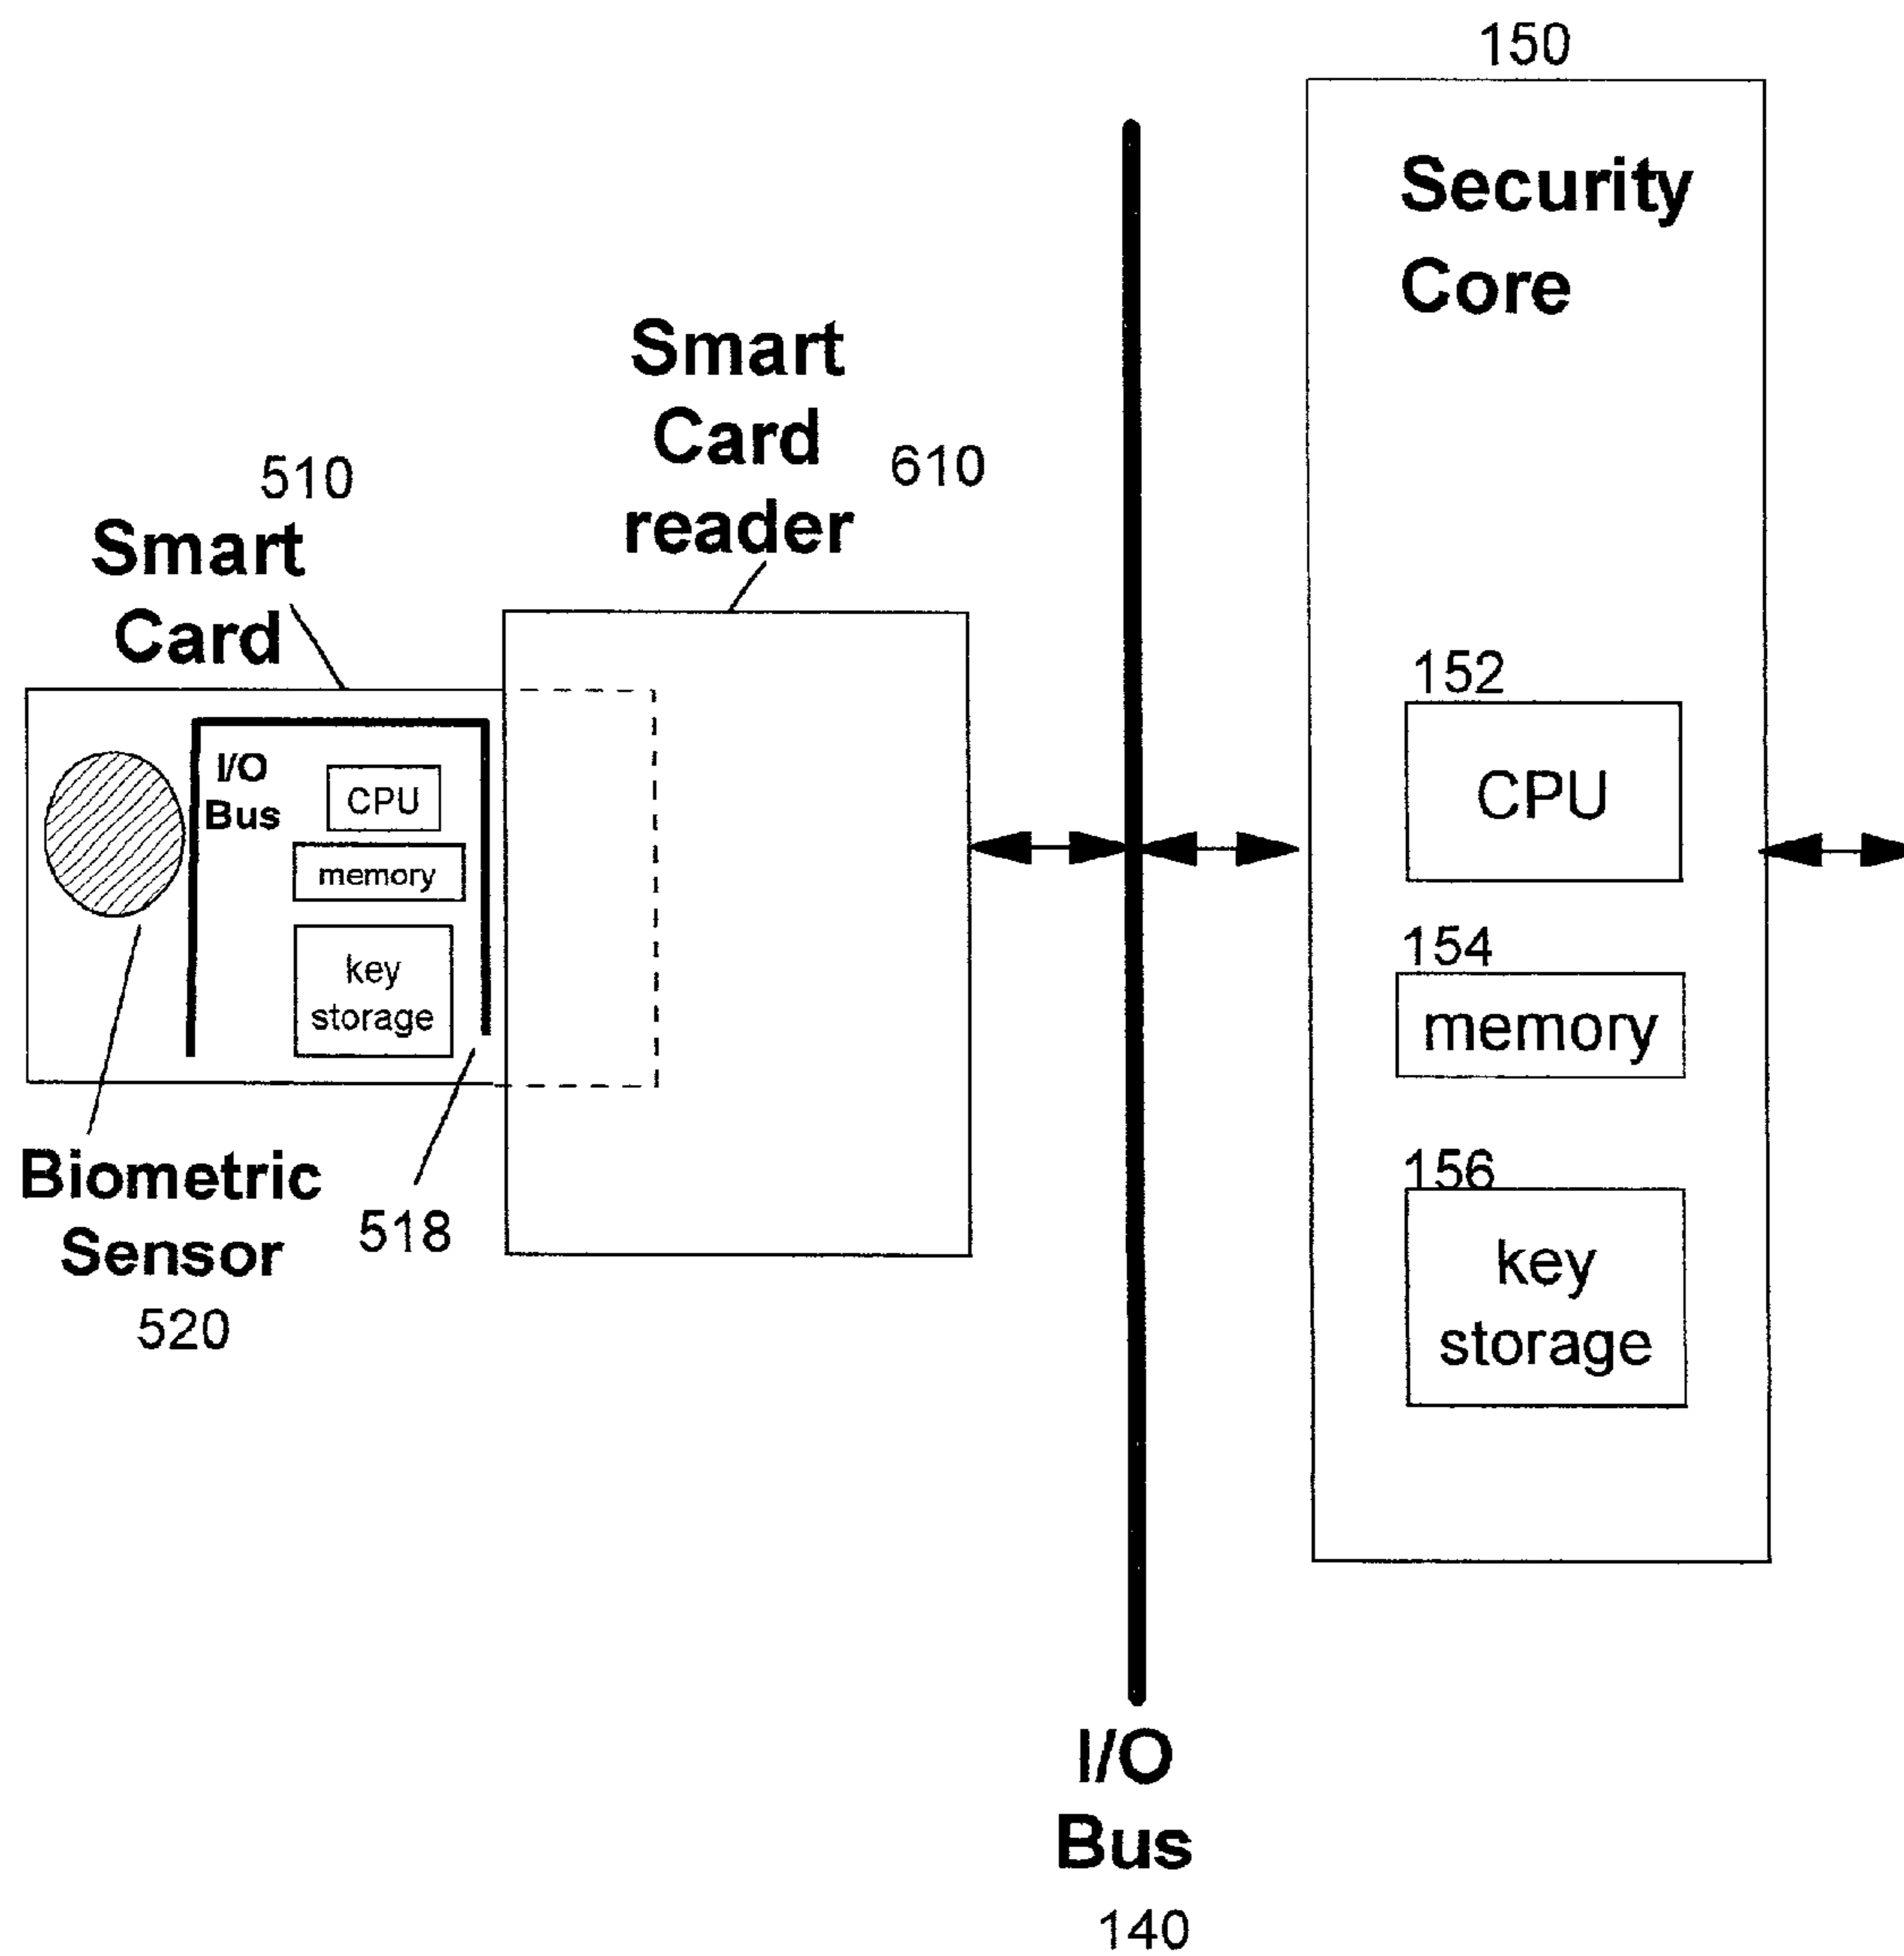 150
Security
Core
Smart
Card
reader
610
510
Smart
Card
I/O
Bus
CPU
memory
key
storage
152
CPU
154
memory
156
key
storage
Biometric
Sensor
520
518
I/O
Bus
140